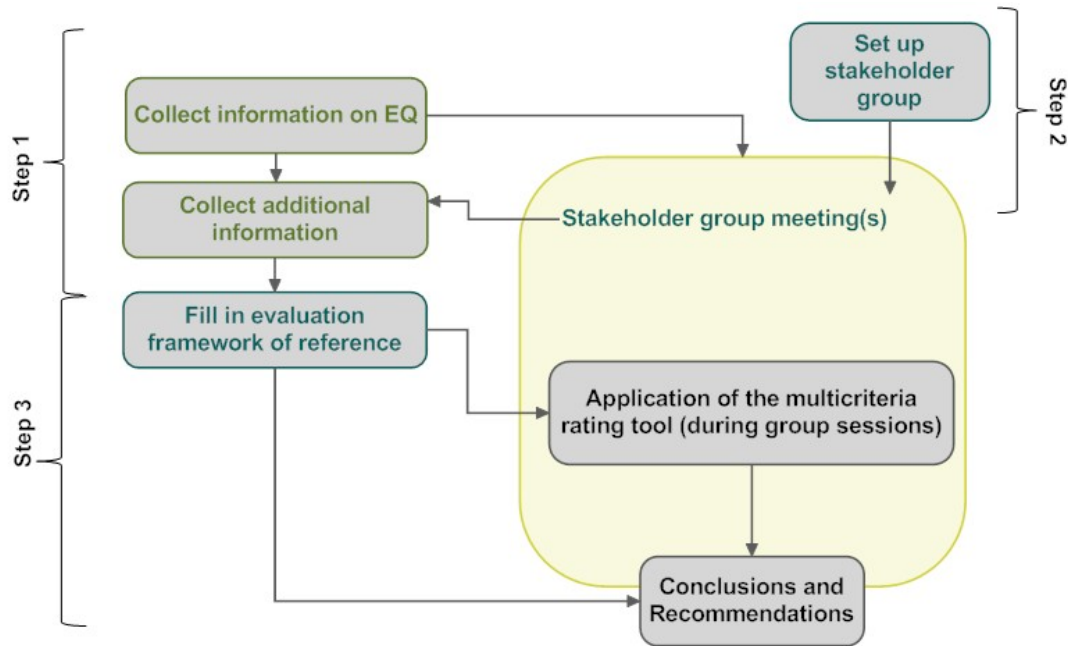 Set up
stakeholder
group
Step 2
Step 1
Collect information on EQ
Collect additional
information
Stakeholder group meeting(s)
Fill in evaluation
framework of reference
Step 3
Application of the multicriteria
rating tool (during group sessions)
Conclusions and
Recommendations